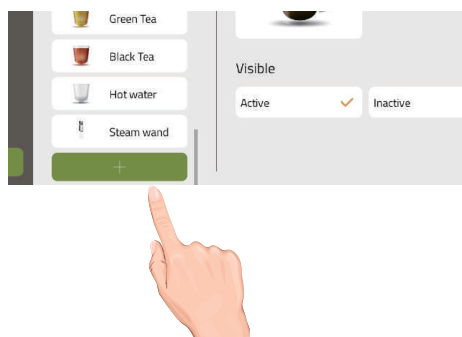 Green Tea
Black Tea
Hot water
Steam wand
+
Visible
Active
Inactive